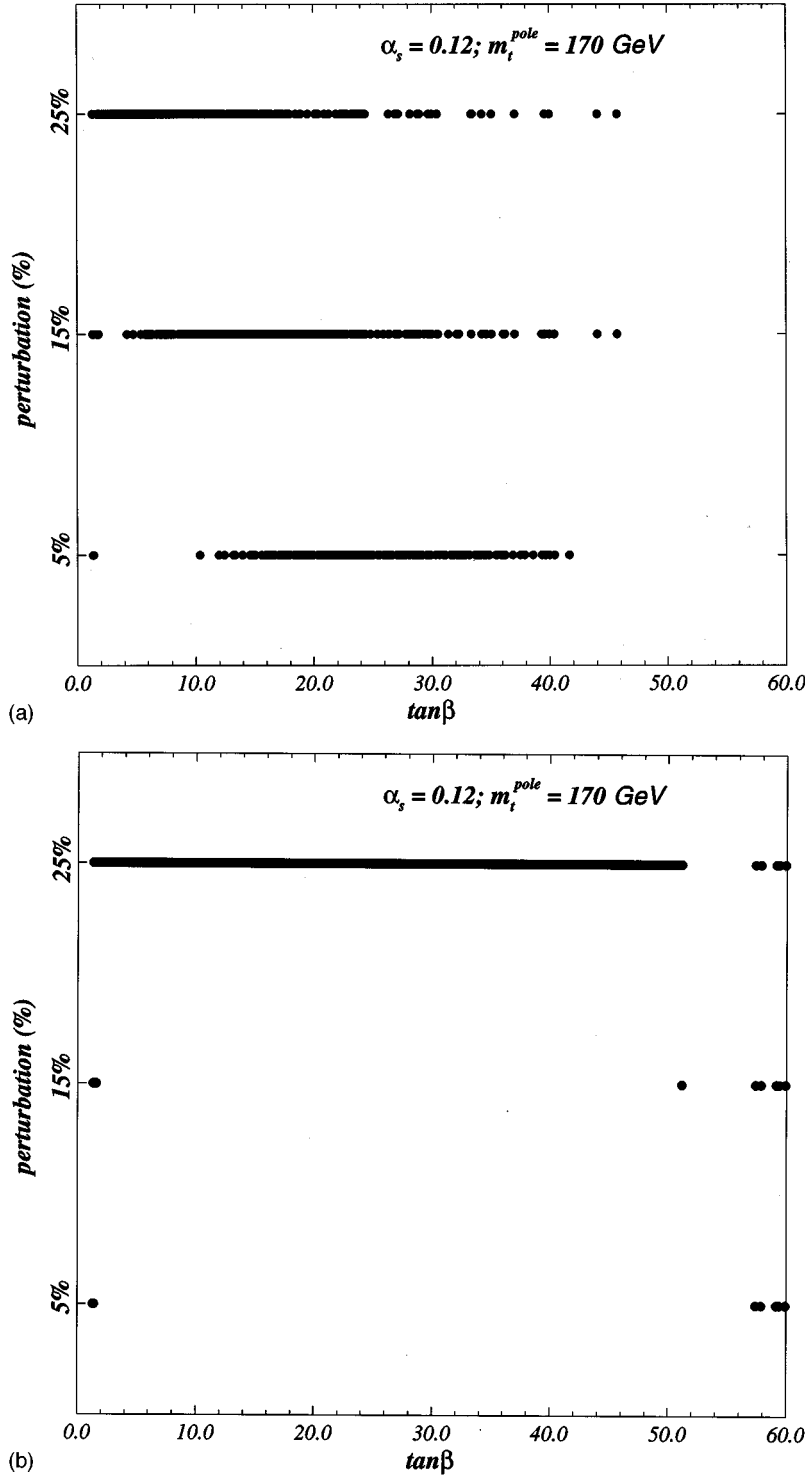 α_s = 0.12; m_t^pole = 170 GeV
25%
15%
5%
perturbation (%)
0.0 10.0 20.0 30.0 40.0 50.0 60.0
tanβ
(a)
α_s = 0.12; m_t^pole = 170 GeV
25%
15%
5%
perturbation (%)
0.0 10.0 20.0 30.0 40.0 50.0 60.0
tanβ
(b)